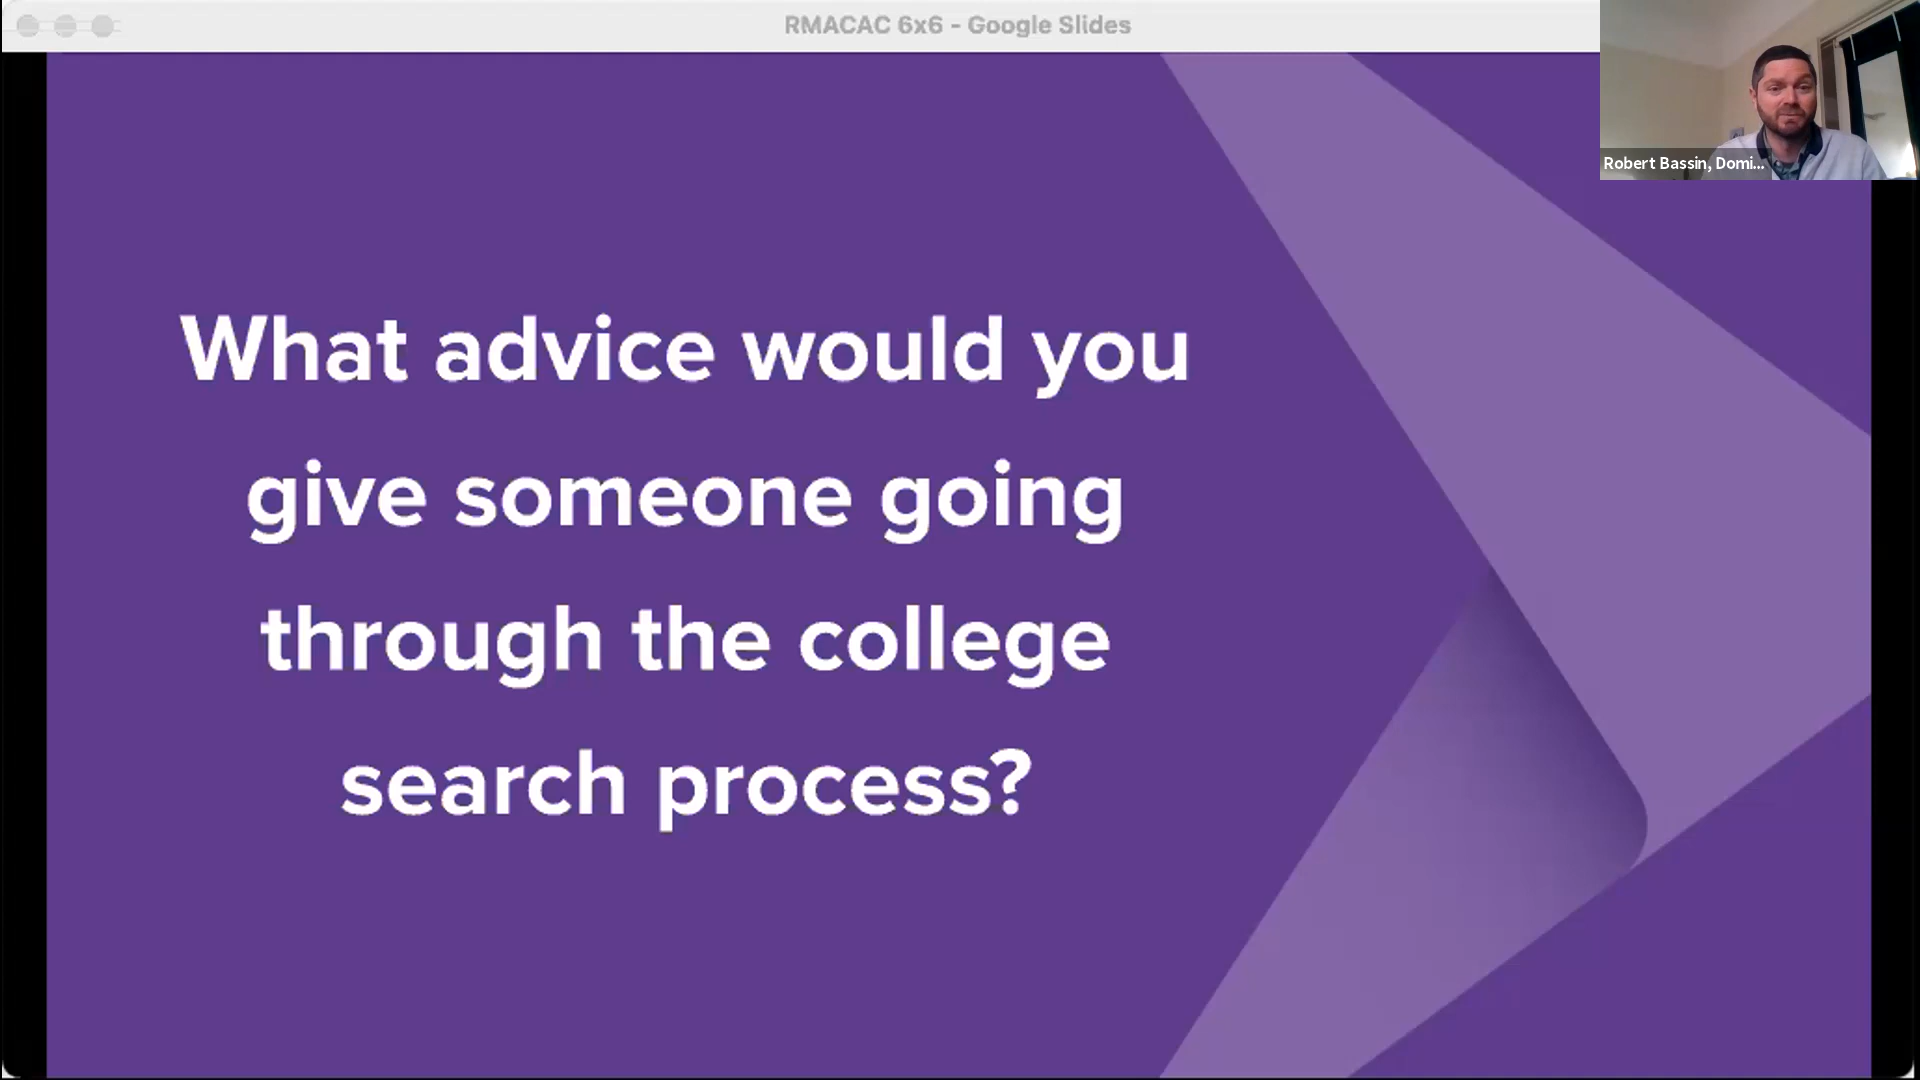 RMACAC 6x6 - Google Slides
Robert Bassin, Domi...
What advice would you
give someone going
through the college
search process?